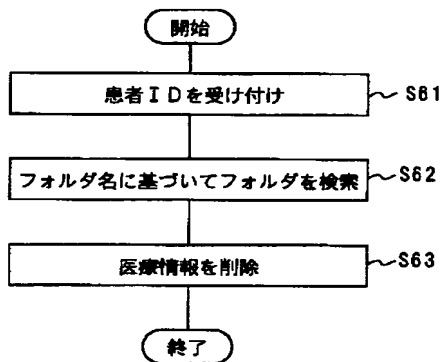 開始
患者ＩＤを受け付け
S61
フォルダ名に基づいてフォルダを検索
S62
医療情報を削除
S63
終了